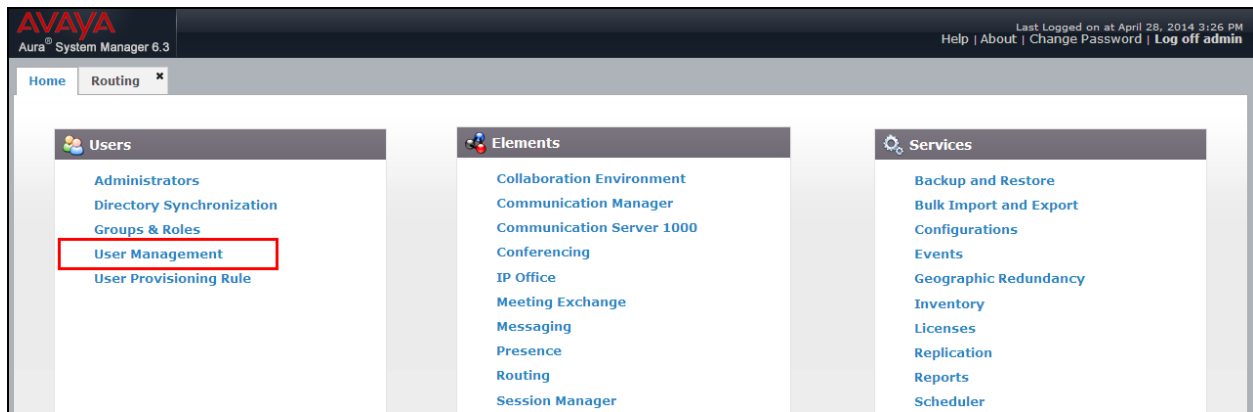 AVAYA
Aura® System Manager 6.3
Last Logged on at April 28, 2014 3:26 PM
Help | About | Change Password | Log off admin
Home
Routing ✖
Users
Administrators
Directory Synchronization
Groups & Roles
User Management
User Provisioning Rule
Elements
Collaboration Environment
Communication Manager
Communication Server 1000
Conferencing
IP Office
Meeting Exchange
Messaging
Presence
Routing
Session Manager
Services
Backup and Restore
Bulk Import and Export
Configurations
Events
Geographic Redundancy
Inventory
Licenses
Replication
Reports
Scheduler